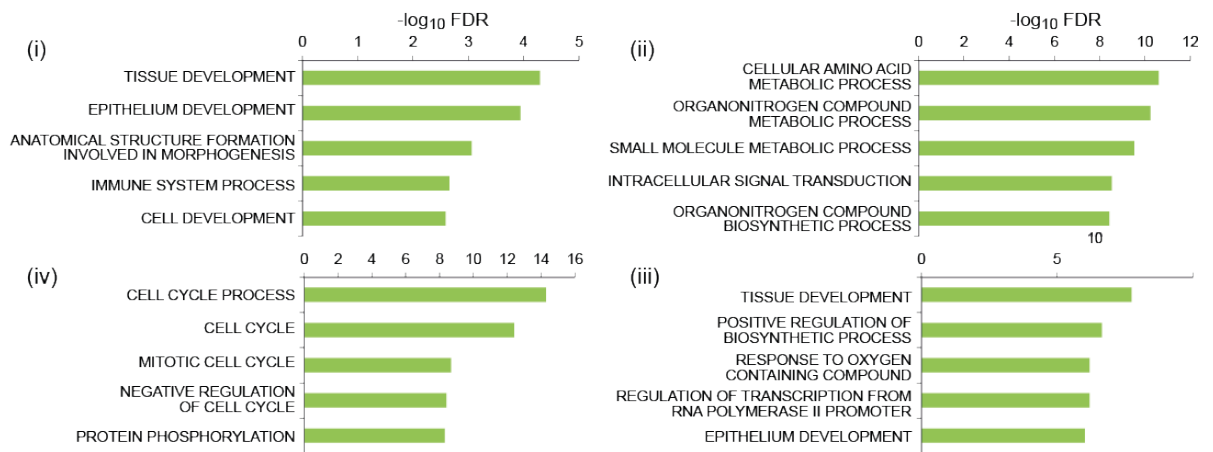 (i)
-log10 FDR
0 1 2 3 4 5
TISSUE DEVELOPMENT
EPITHELIUM DEVELOPMENT
ANATOMICAL STRUCTURE FORMATION
INVOLVED IN MORPHOGENESIS
IMMUNE SYSTEM PROCESS
CELL DEVELOPMENT
(ii)
-log10 FDR
0 2 4 6 8 10 12
CELLULAR AMINO ACID
METABOLIC PROCESS
ORGANONITROGEN COMPOUND
METABOLIC PROCESS
SMALL MOLECULE METABOLIC PROCESS
INTRACELLULAR SIGNAL TRANSDUCTION
ORGANONITROGEN COMPOUND
BIOSYNTHETIC PROCESS
(iv)
0 2 4 6 8 10 12 14 16
CELL CYCLE PROCESS
CELL CYCLE
MITOTIC CELL CYCLE
NEGATIVE REGULATION
OF CELL CYCLE
PROTEIN PHOSPHORYLATION
(iii)
10
0 5
TISSUE DEVELOPMENT
POSITIVE REGULATION OF
BIOSYNTHETIC PROCESS
RESPONSE TO OXYGEN
CONTAINING COMPOUND
REGULATION OF TRANSCRIPTION FROM
RNA POLYMERASE II PROMOTER
EPITHELIUM DEVELOPMENT